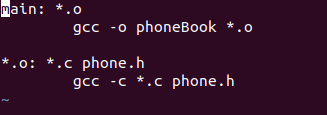 main: *.o
        gcc -o phoneBook *.o

*.o: *.c phone.h
        gcc -c *.c phone.h
~